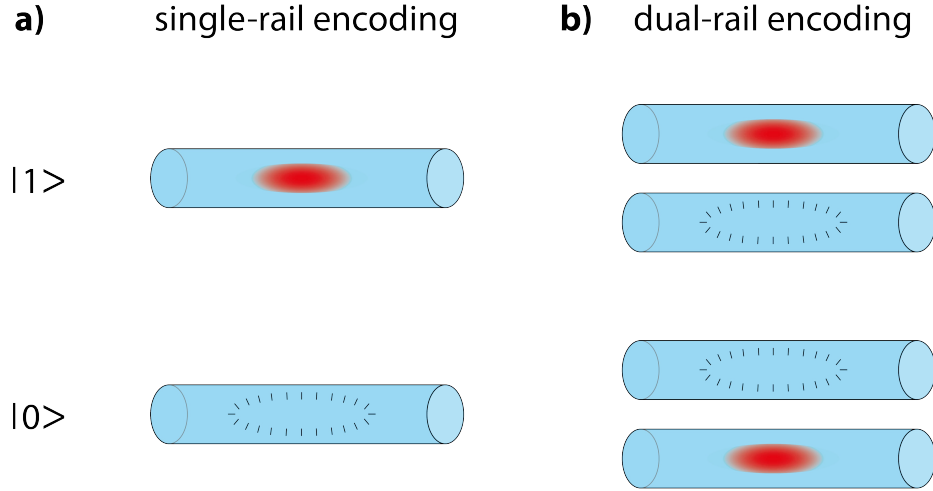 a) single-rail encoding
b) dual-rail encoding
|1>
|0>